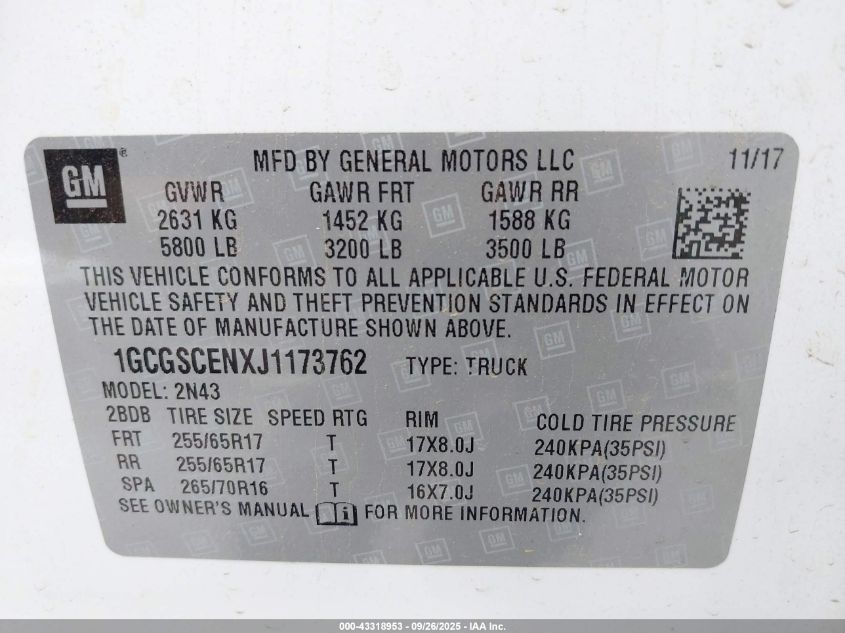 GM® MFD BY GENERAL MOTORS LLC 11/17
GVWR GAWR FRT GAWR RR
2631 KG 1452 KG 1588 KG
5800 LB 3200 LB 3500 LB
THIS VEHICLE CONFORMS TO ALL APPLICABLE U.S. FEDERAL MOTOR
VEHICLE SAFETY AND THEFT PREVENTION STANDARDS IN EFFECT ON
THE DATE OF MANUFACTURE SHOWN ABOVE.
1GCGSCENXJ1173762 TYPE: TRUCK
MODEL: 2N43
2BDB TIRE SIZE SPEED RTG RIM COLD TIRE PRESSURE
FRT 255/65R17 T 17X8.0J 240KPA(35PSI)
RR 255/65R17 T 17X8.0J 240KPA(35PSI)
SPA 265/70R16 T 16X7.0J 240KPA(35PSI)
SEE OWNER'S MANUAL i FOR MORE INFORMATION.
000-43318953 - 09/26/2025 - IAA Inc.